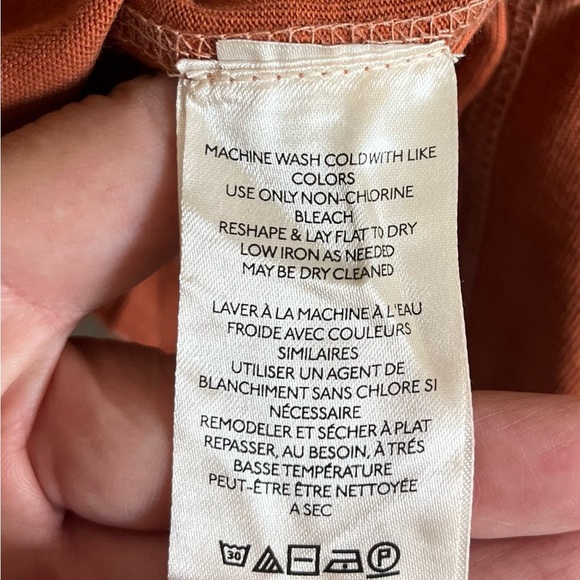 MACHINE WASH COLD WITH LIKE
COLORS
USE ONLY NON-CHLORINE
BLEACH
RESHAPE & LAY FLAT TO DRY
LOW IRON AS NEEDED
MAY BE DRY CLEANED
LAVER À LA MACHINE À L'EAU
FROIDE AVEC COULEURS
SIMILAIRES
UTILISER UN AGENT DE
BLANCHIMENT SANS CHLORE SI
NÉCESSAIRE
REMODELER ET SÉCHER À PLAT
REPASSER, AU BESOIN, À TRÉS
BASSE TEMPÉRATURE
PEUT-ÊTRE ÊTRE NETTOYÉE
A SEC
30 P